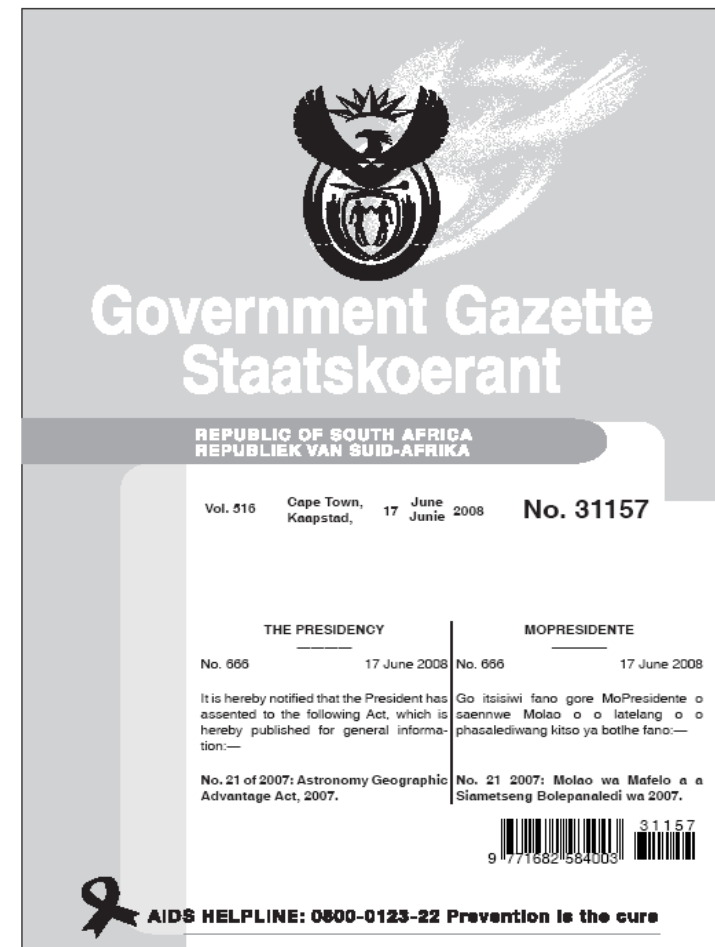 Government Gazette
Staatskoerant
REPUBLIC OF SOUTH AFRICA
REPUBLIEK VAN SUID-AFRIKA
Vol. 516 Cape Town, Kaapstad, 17 June Junie 2008 No. 31157
THE PRESIDENCY
No. 666 17 June 2008
It is hereby notified that the President has
assented to the following Act, which is
hereby published for general informa-
tion:—
No. 21 of 2007: Astronomy Geographic
Advantage Act, 2007.
MOPRESIDENTE
No. 666 17 June 2008
Go itsisiwi fano gore MoPresidente o
saennwe Molao o o latelang o o
phasalediwang kitso ya botlhe fano:—
No. 21 2007: Molao wa Mafelo a a
Siametseng Bolepanaledi wa 2007.
31157
9 771682 584003
AIDS HELPLINE: 0800-0123-22 Prevention is the cure